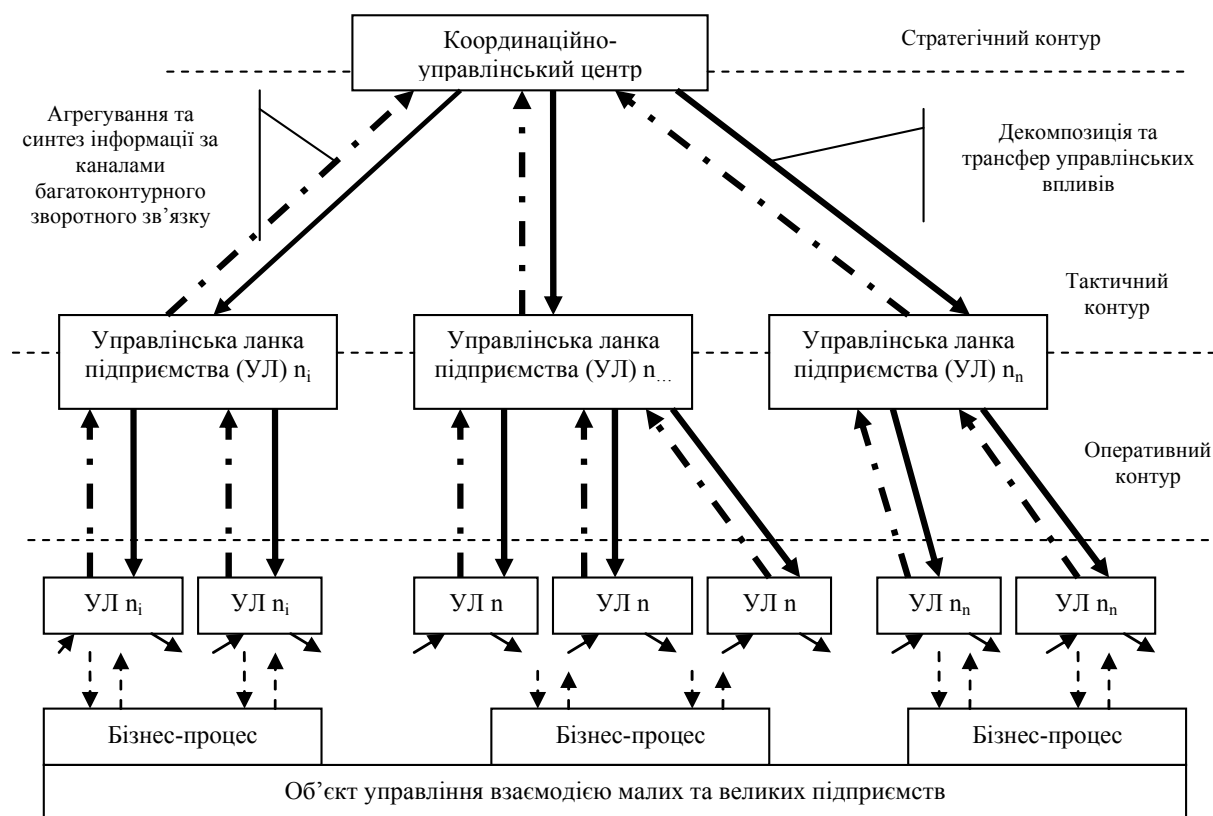 Координаційно-
управлінський центр
Стратегічний контур
Агрегування та
синтез інформації за
каналами
багатоконтурного
зворотного зв’язку
Декомпозиція та
трансфер управлінських
впливів
Тактичний
контур
Управлінська ланка
підприємства (УЛ) nᵢ
Управлінська ланка
підприємства (УЛ) n…
Управлінська ланка
підприємства (УЛ) nₙ
Оперативний
контур
УЛ nᵢ
УЛ nᵢ
УЛ n
УЛ n
УЛ n
УЛ nₙ
УЛ nₙ
Бізнес-процес
Бізнес-процес
Бізнес-процес
Об’єкт управління взаємодією малих та великих підприємств